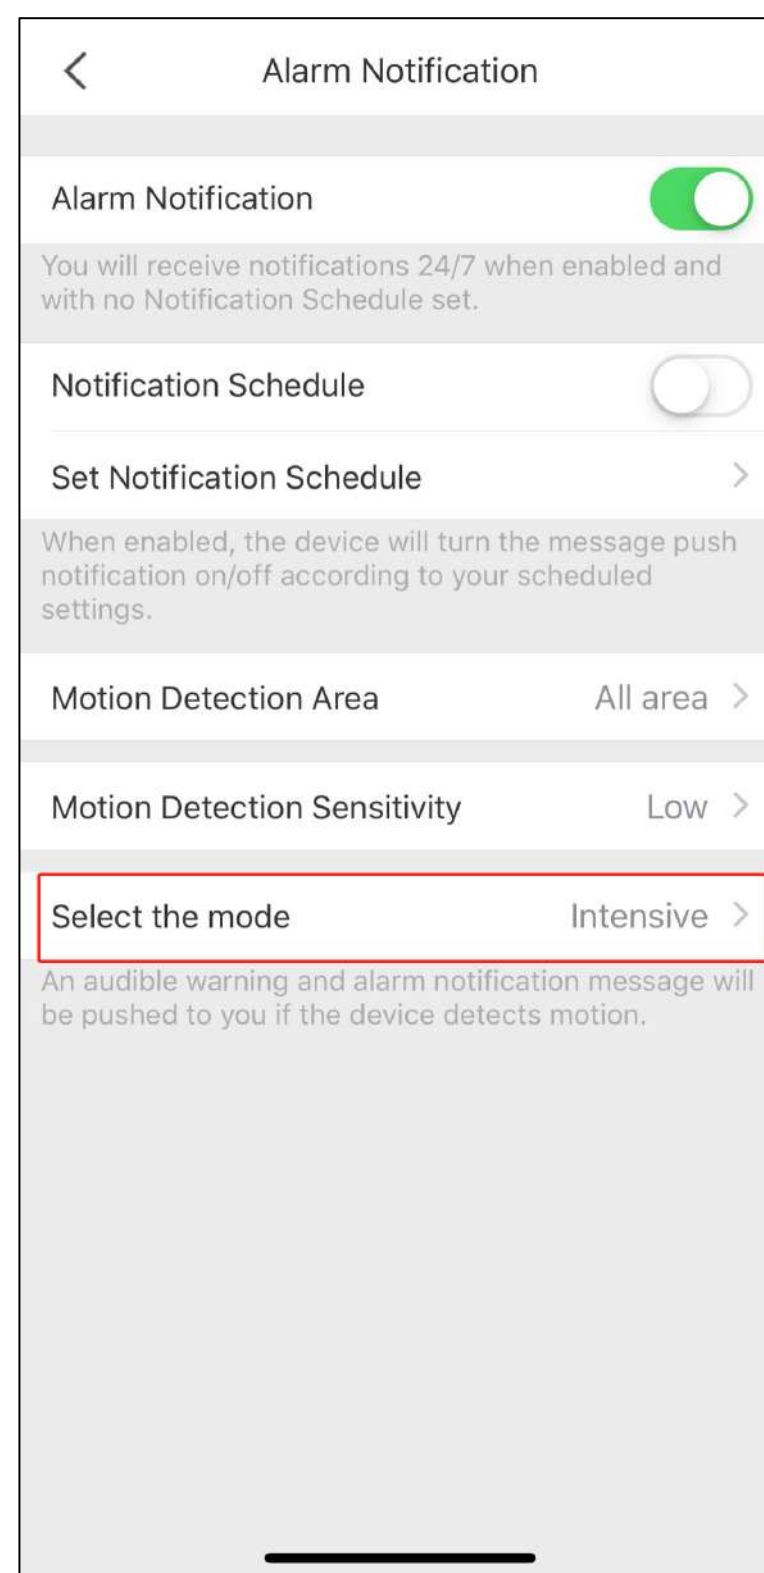 Alarm Notification
Alarm Notification
You will receive notifications 24/7 when enabled and
with no Notification Schedule set.
Notification Schedule
Set Notification Schedule
When enabled, the device will turn the message push
notification on/off according to your scheduled
settings.
Motion Detection Area All area
Motion Detection Sensitivity Low
Select the mode Intensive
An audible warning and alarm notification message will
be pushed to you if the device detects motion.